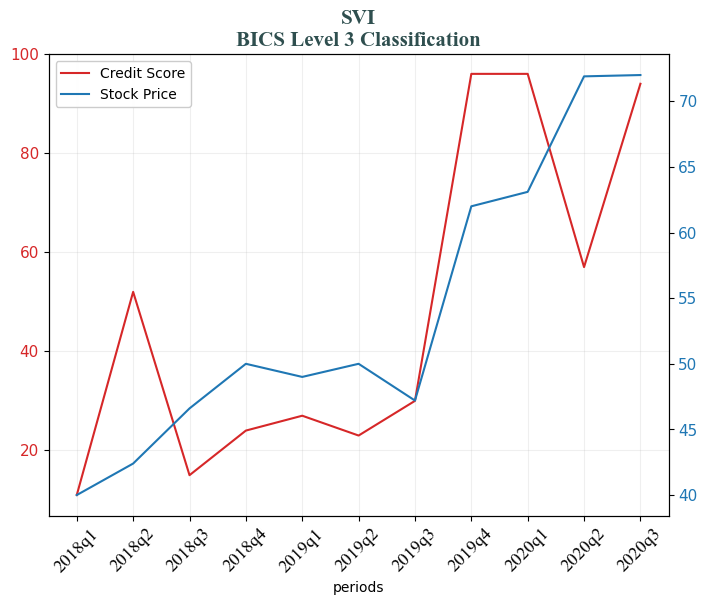 SVI
BICS Level 3 Classification
Credit Score
Stock Price
100
80
60
40
20
70
65
60
55
50
45
40
2018q1
2018q2
2018q3
2018q4
2019q1
2019q2
2019q3
2019q4
2020q1
2020q2
2020q3
periods